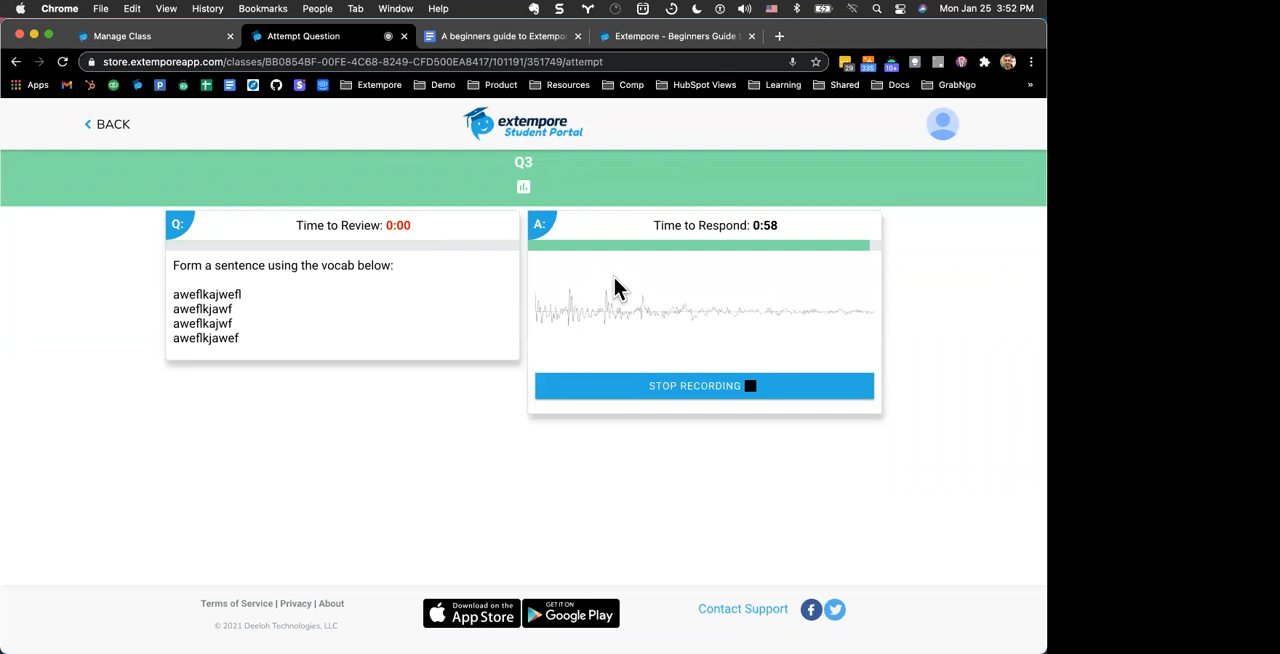 Chrome File Edit View History Bookmarks People Tab Window Help Mon Jan 25 3:52 PM
Manage Class
Attempt Question
A beginners guide to Extempo
Extempore - Beginners Guide
store.extemporeapp.com/classes/BB0854BF-00FE-4C68-8249-CFD500EA8417/101191/351749/attempt
Apps Extempore Demo Product Resources Comp HubSpot Views Learning Shared Docs GrabNgo »
BACK
extempore
Student Portal
Q3
Q: Time to Review: 0:00
Form a sentence using the vocab below:
aweflkajwefl
aweflkjawf
aweflkajwf
aweflkjawef
A: Time to Respond: 0:58
STOP RECORDING
Terms of Service | Privacy | About
© 2021 Deeloh Technologies, LLC
Download on the
App Store
GET IT ON
Google Play
Contact Support